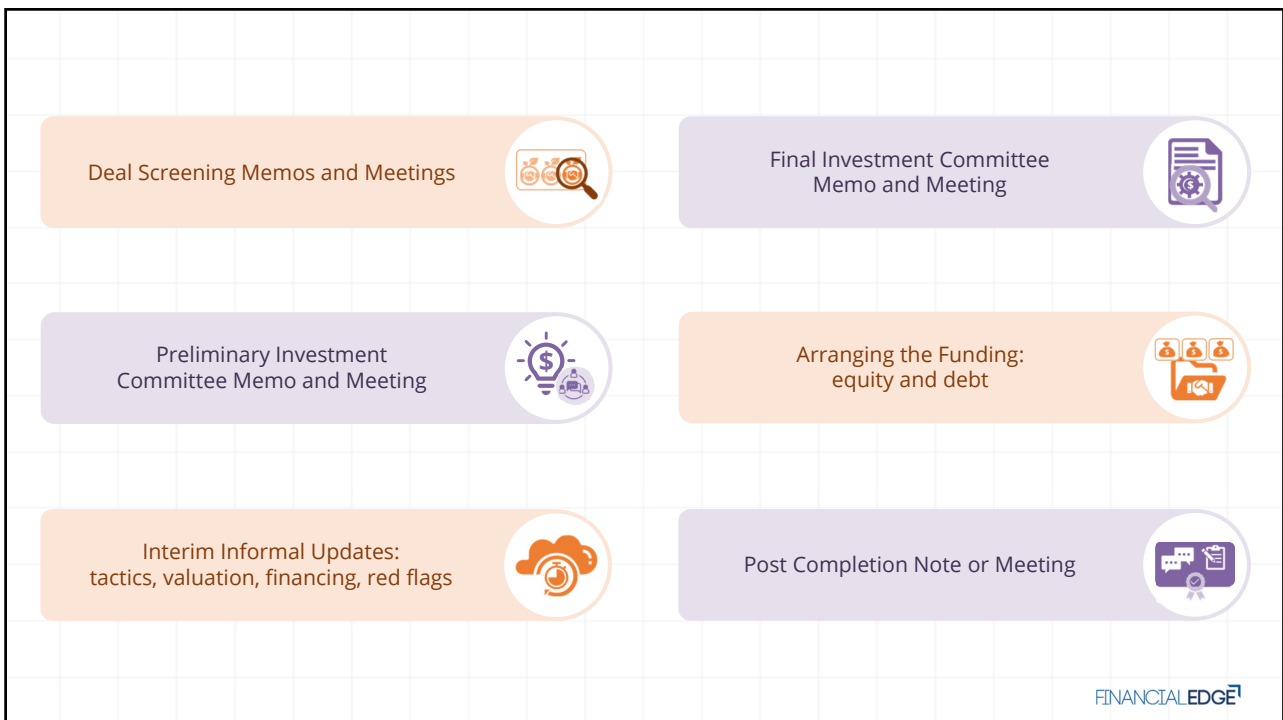 Deal Screening Memos and Meetings
Preliminary Investment
Committee Memo and Meeting
Interim Informal Updates:
tactics, valuation, financing, red flags
Final Investment Committee
Memo and Meeting
Arranging the Funding:
equity and debt
Post Completion Note or Meeting
FINANCIALEDGE